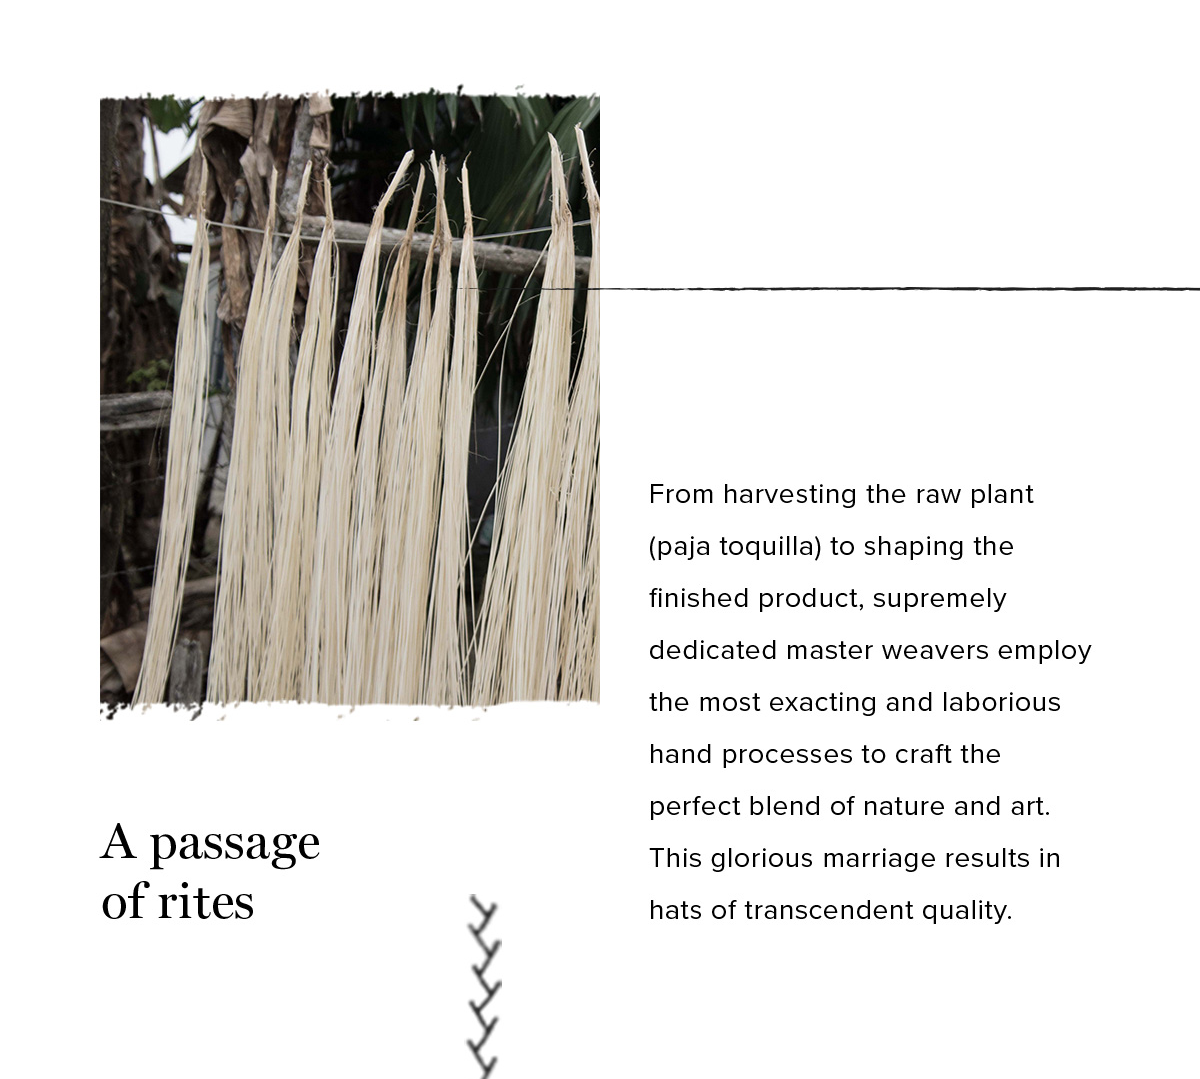 A passage
of rites
From harvesting the raw plant
(paja toquilla) to shaping the
finished product, supremely
dedicated master weavers employ
the most exacting and laborious
hand processes to craft the
perfect blend of nature and art.
This glorious marriage results in
hats of transcendent quality.